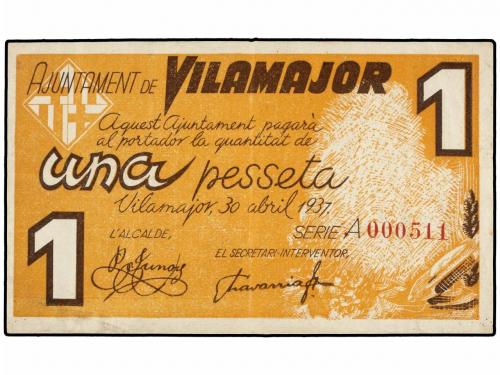 AJUNTAMENT DE VILAMAJOR
1
Aquest Ajuntament pagarà
al portador la quantitat de
una pesseta
Vilamajor, 30 abril 1937.
SERIE A 000511
1
L'ALCALDE,
EL SECRETARI-INTERVENTOR,